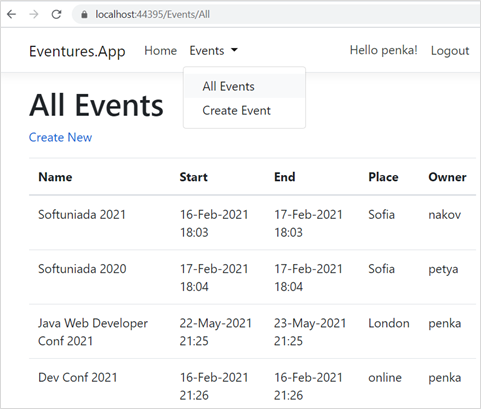 localhost:44395/Events/All
Eventures.App Home Events Hello penka! Logout
All Events
Create Event
All Events
Create New
Name Start End Place Owner
Softuniada 2021 16-Feb-2021 17-Feb-2021 Sofia nakov
18:03 18:03
Softuniada 2020 17-Feb-2021 17-Feb-2021 Sofia petya
18:04 18:04
Java Web Developer 22-May-2021 23-May-2021 London penka
Conf 2021 21:25 21:25
Dev Conf 2021 16-Feb-2021 16-Feb-2021 online penka
21:26 21:26